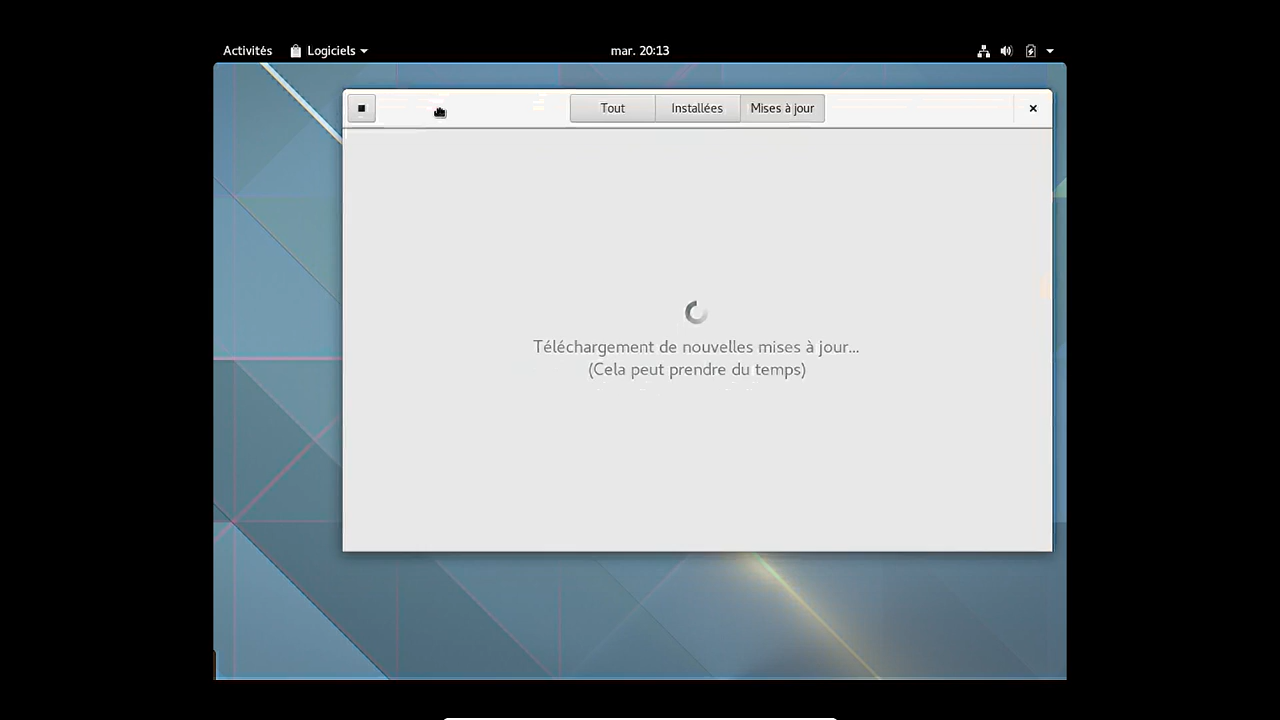 Activités
Logiciels
mar. 20:13
Tout
Installées
Mises à jour
Téléchargement de nouvelles mises à jour...
(Cela peut prendre du temps)